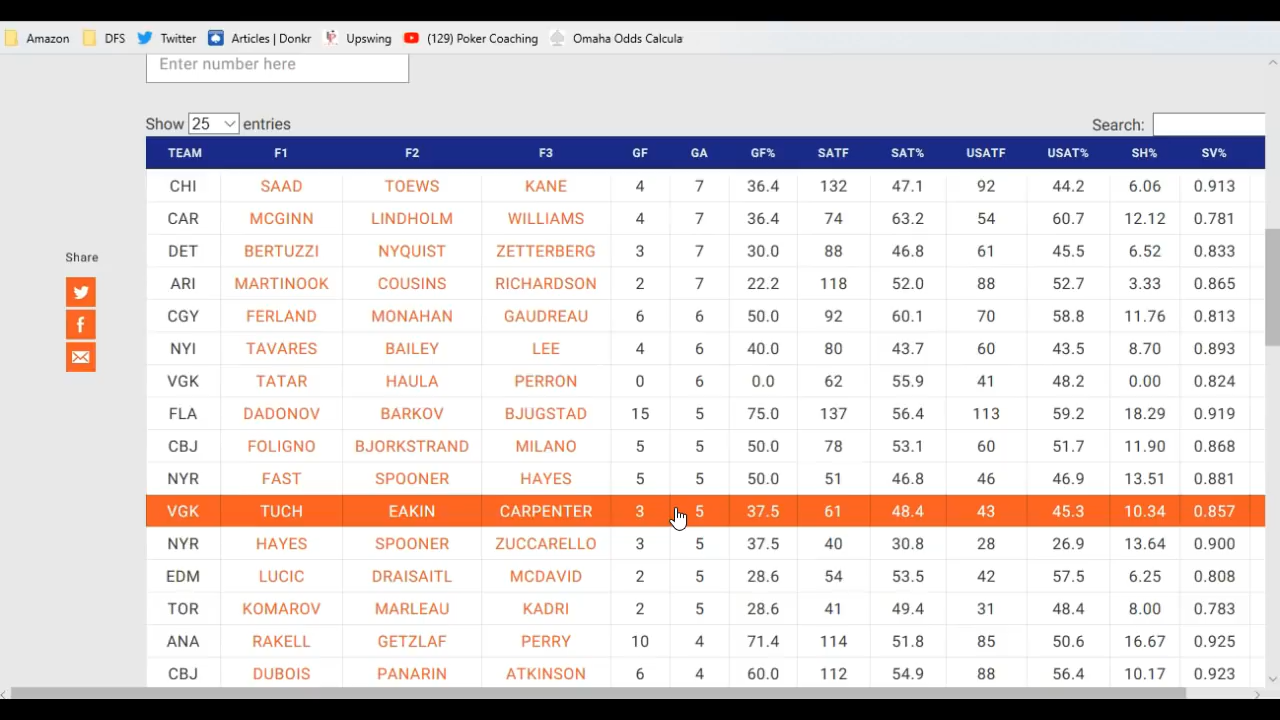 Amazon DFS Twitter Articles | Donkr Upswing (129) Poker Coaching Omaha Odds Calcula
Enter number here
Show 25 entries Search:
TEAM F1 F2 F3 GF GA GF% SATF SAT% USATF USAT% SH% SV%
CHI SAAD TOEWS KANE 4 7 36.4 132 47.1 92 44.2 6.06 0.913
CAR MCGINN LINDHOLM WILLIAMS 4 7 36.4 74 63.2 54 60.7 12.12 0.781
DET BERTUZZI NYQUIST ZETTERBERG 3 7 30.0 88 46.8 61 45.5 6.52 0.833
Share
ARI MARTINOOK COUSINS RICHARDSON 2 7 22.2 118 52.0 88 52.7 3.33 0.865
CGY FERLAND MONAHAN GAUDREAU 6 6 50.0 92 60.1 70 58.8 11.76 0.813
NYI TAVARES BAILEY LEE 4 6 40.0 80 43.7 60 43.5 8.70 0.893
VGK TATAR HAULA PERRON 0 6 0.0 62 55.9 41 48.2 0.00 0.824
FLA DADONOV BARKOV BJUGSTAD 15 5 75.0 137 56.4 113 59.2 18.29 0.919
CBJ FOLIGNO BJORKSTRAND MILANO 5 5 50.0 78 53.1 60 51.7 11.90 0.868
NYR FAST SPOONER HAYES 5 5 50.0 51 46.8 46 46.9 13.51 0.881
VGK TUCH EAKIN CARPENTER 3 5 37.5 61 48.4 43 45.3 10.34 0.857
NYR HAYES SPOONER ZUCCARELLO 3 5 37.5 40 30.8 28 26.9 13.64 0.900
EDM LUCIC DRAISAITL MCDAVID 2 5 28.6 54 53.5 42 57.5 6.25 0.808
TOR KOMAROV MARLEAU KADRI 2 5 28.6 41 49.4 31 48.4 8.00 0.783
ANA RAKELL GETZLAF PERRY 10 4 71.4 114 51.8 85 50.6 16.67 0.925
CBJ DUBOIS PANARIN ATKINSON 6 4 60.0 112 54.9 88 56.4 10.17 0.923